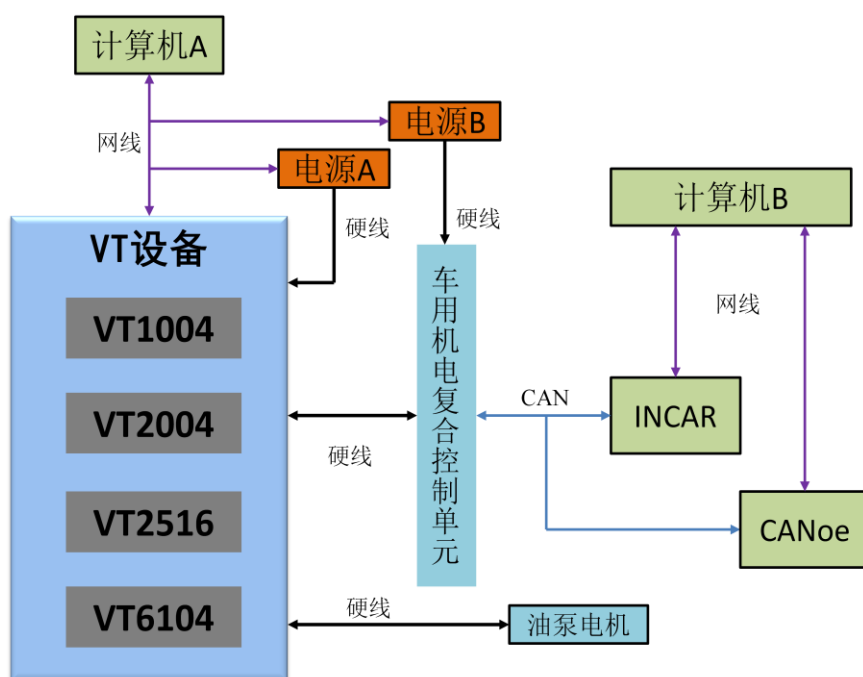 计算机A
电源B
网线
电源A
计算机B
硬线
硬线
VT设备
网线
VT1004
车用机电复合控制单元
CAN
VT2004
INCAR
硬线
VT2516
CANoe
VT6104
硬线
油泵电机